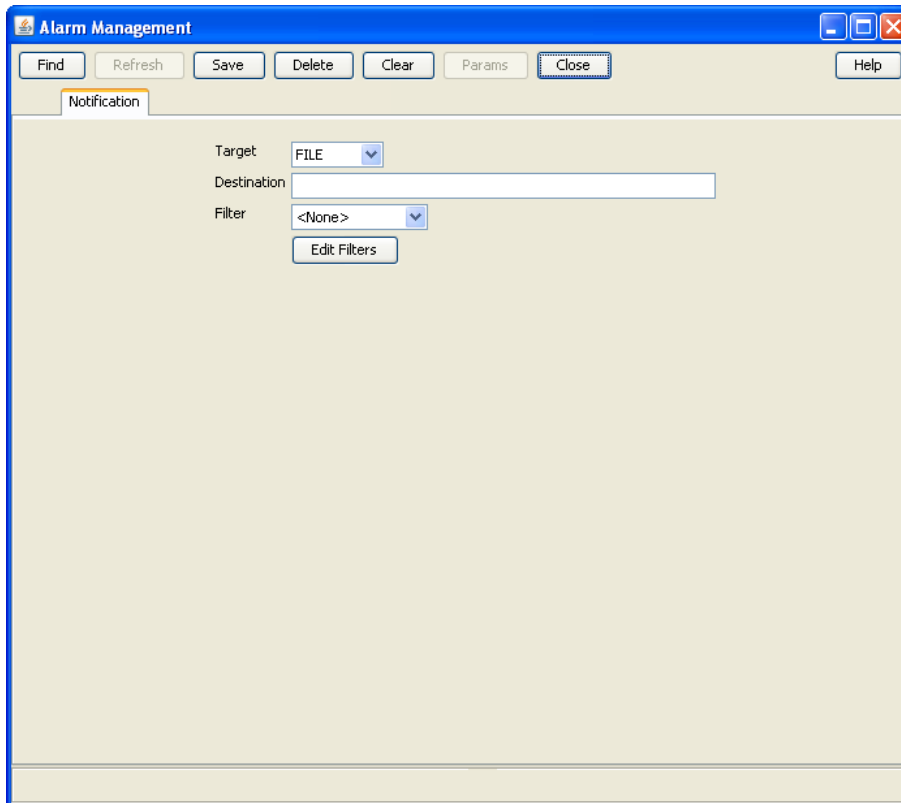 Alarm Management
Find Refresh Save Delete Clear Params Close Help
Notification
Target FILE
Destination
Filter <None>
Edit Filters